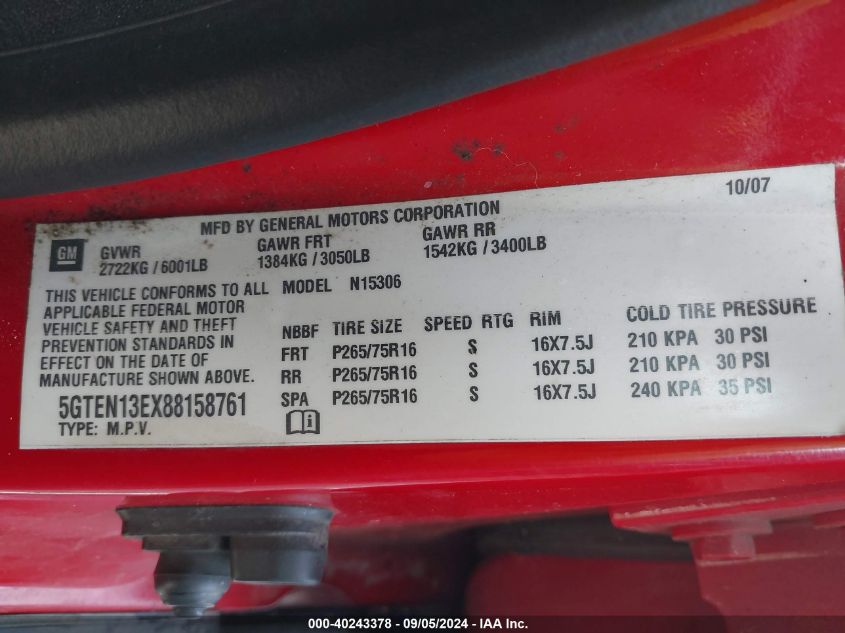 10/07
MFD BY GENERAL MOTORS CORPORATION
GM
GVWR GAWR FRT GAWR RR
2722KG / 6001LB 1384KG / 3050LB 1542KG / 3400LB
THIS VEHICLE CONFORMS TO ALL
APPLICABLE FEDERAL MOTOR
VEHICLE SAFETY AND THEFT
PREVENTION STANDARDS IN
EFFECT ON THE DATE OF
MANUFACTURE SHOWN ABOVE.
5GTEN13EX88158761
TYPE: M.P.V.
MODEL N15306
NBBF TIRE SIZE SPEED RTG RIM COLD TIRE PRESSURE
FRT P265/75R16 S 16X7.5J 210 KPA 30 PSI
RR P265/75R16 S 16X7.5J 210 KPA 30 PSI
SPA P265/75R16 S 16X7.5J 240 KPA 35 PSI
000-40243378 - 09/05/2024 - IAA Inc.